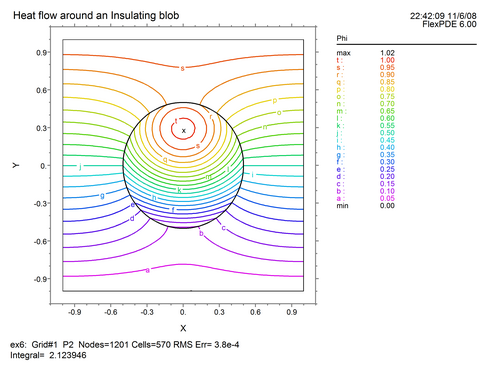 Heat flow around an Insulating blob
22:42:09 11/6/08
FlexPDE 6.00
Phi
max 1.02
t : 1.00
s : 0.95
r : 0.90
q : 0.85
p : 0.80
o : 0.75
n : 0.70
m : 0.65
l : 0.60
k : 0.55
j : 0.50
i : 0.45
h : 0.40
g : 0.35
f : 0.30
e : 0.25
d : 0.20
c : 0.15
b : 0.10
a : 0.05
min 0.00
0.9
0.6
0.3
0.
-0.3
-0.6
-0.9
Y
s
p
r
o
t
x
n
s
q
j
i
k
g
h
e
f
d
c
b
a
-0.9 -0.6 -0.3 0. 0.3 0.6 0.9
X
ex6: Grid#1 P2 Nodes=1201 Cells=570 RMS Err= 3.8e-4
Integral= 2.123946